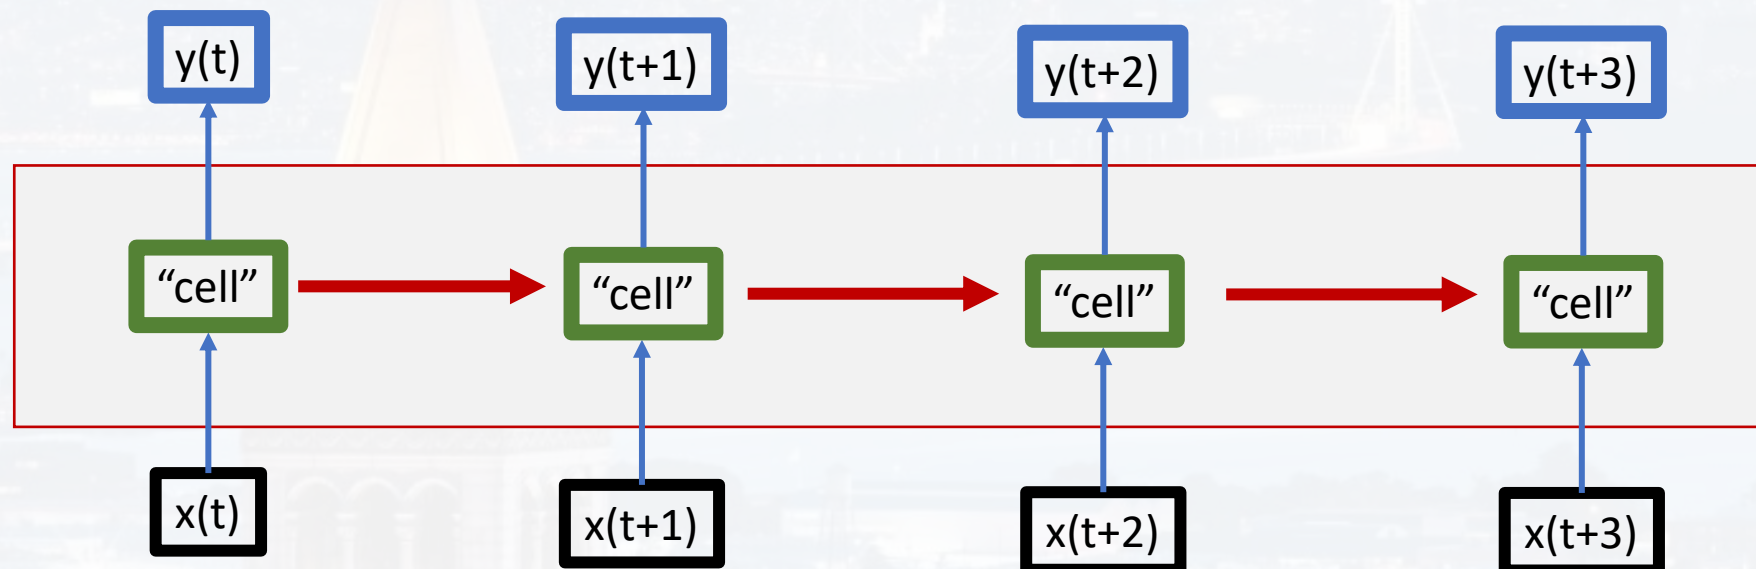 y(t)
y(t+1)
y(t+2)
y(t+3)
“cell”
“cell”
“cell”
“cell”
x(t)
x(t+1)
x(t+2)
x(t+3)